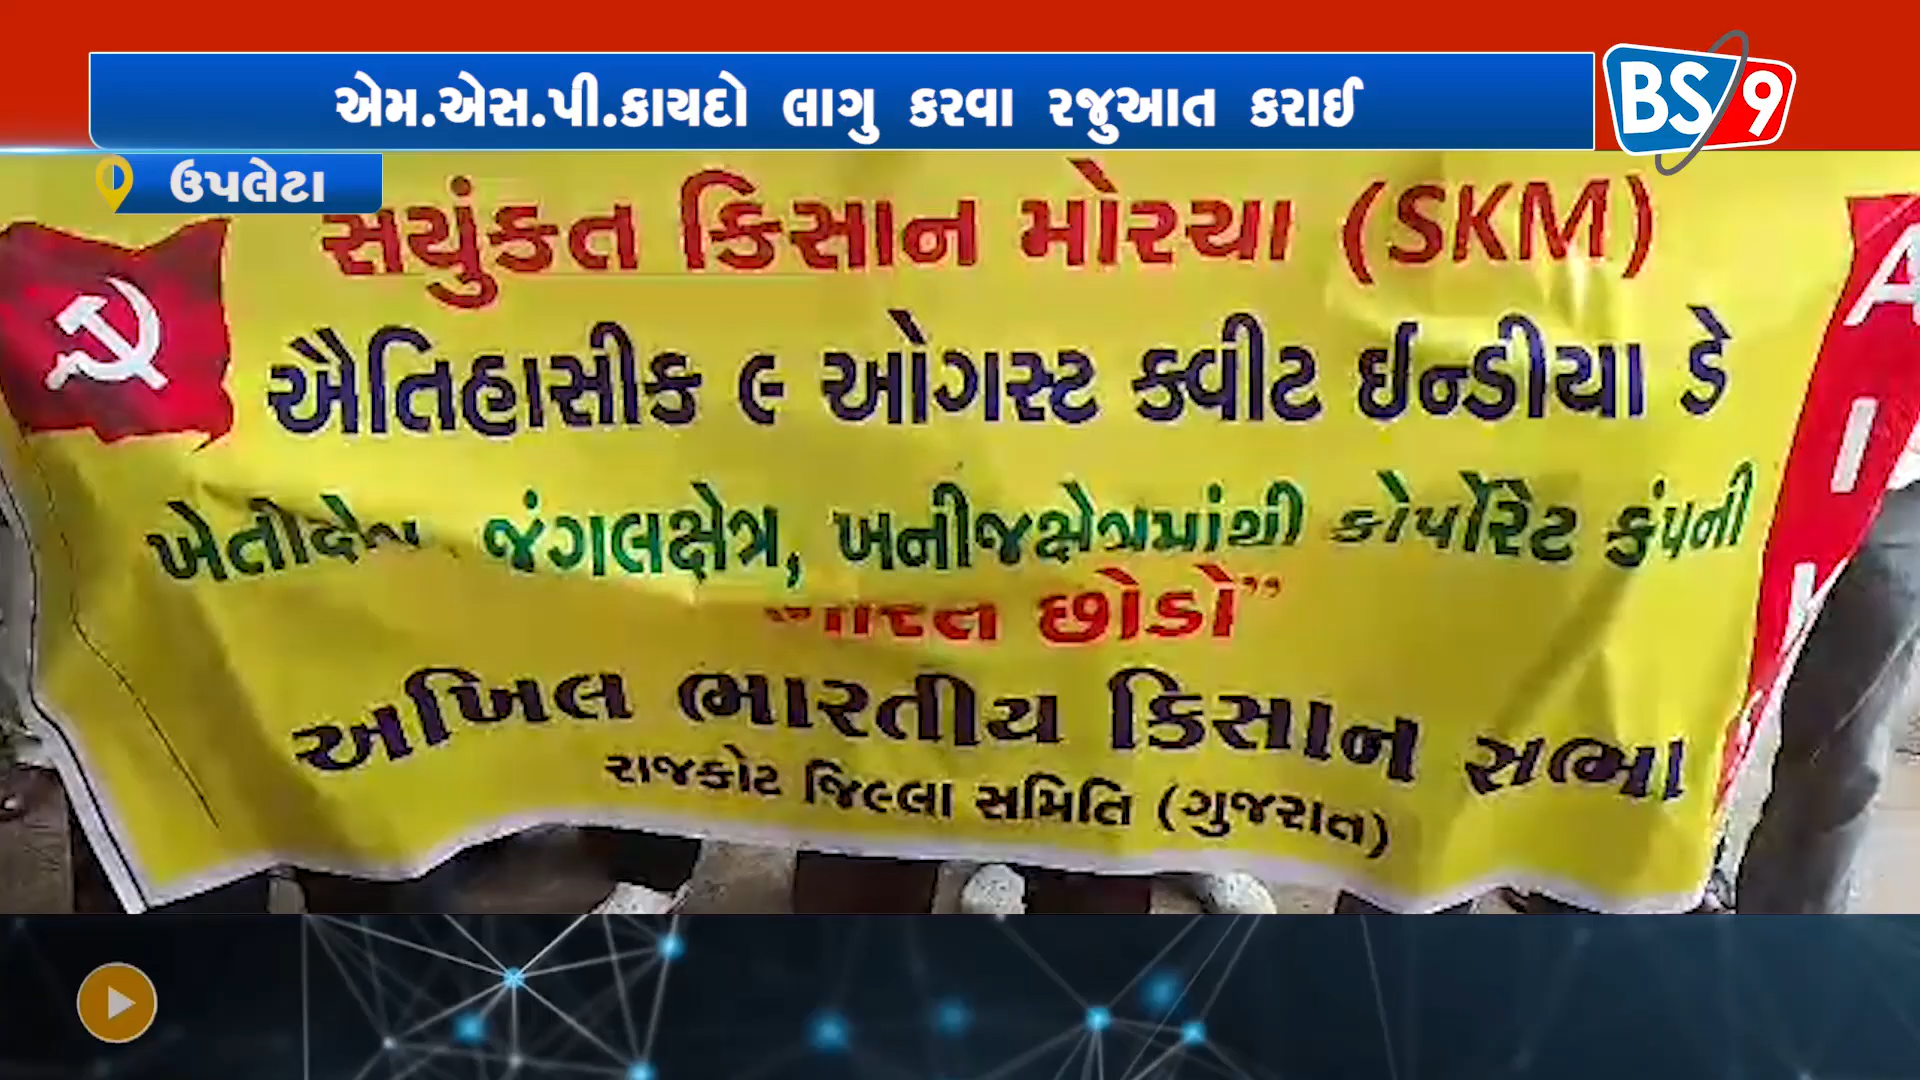 એમ.એસ.પી.કાયદો લાગુ કરવા રજુઆત કરાઈ
BS9
ઉપલેટા
સયુંકત કિસાન મોરચા (SKM)
ઐતિહાસીક ૯ ઓગસ્ટ ક્વીટ ઈન્ડીયા ડે
જંગલક્ષેત્ર, ખનીજક્ષેત્રમાંથી કોર્પોરેટ કંપની
છોડો”
અખિલ ભારતીય કિસાન સભા
રાજકોટ જિલ્લા સમિતિ (ગુજરાત)
A
I
K